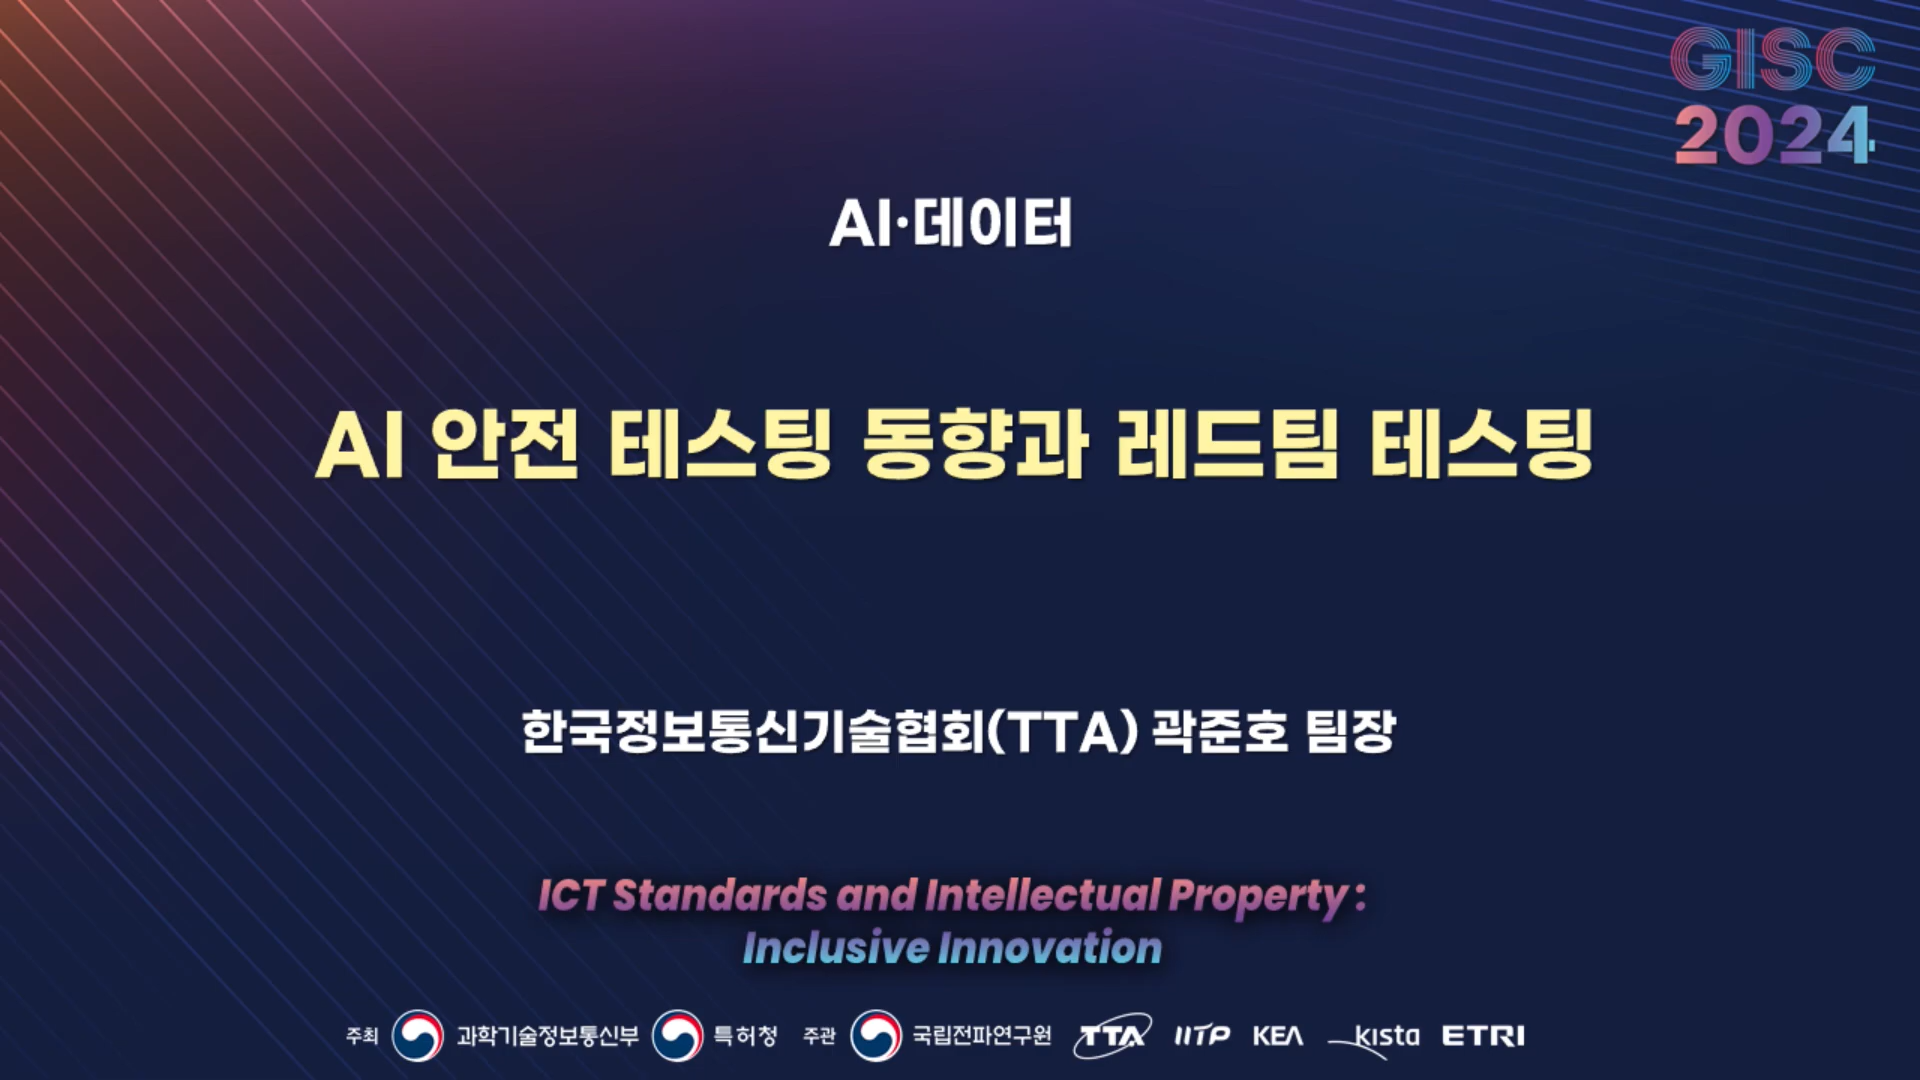 GISC
2024
AI·데이터
AI 안전 테스팅 동향과 레드팀 테스팅
한국정보통신기술협회(TTA) 곽준호 팀장
ICT Standards and Intellectual Property :
Inclusive Innovation
주최 과학기술정보통신부 특허청 주관 국립전파연구원 TTA IITP KEA kista ETRI